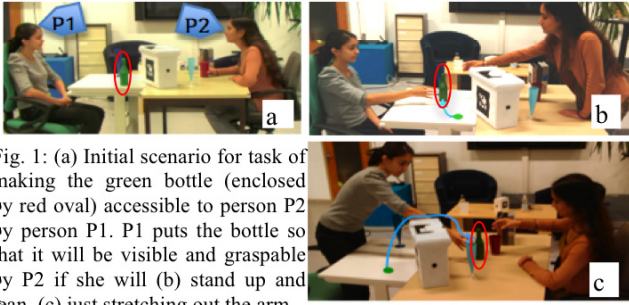 P1
P2
a
b
Fig. 1: (a) Initial scenario for task of
making the green bottle (enclosed
by red oval) accessible to person P2
by person P1. P1 puts the bottle so
that it will be visible and graspable
by P2 if she will (b) stand up and
lean, (c) just stretching out the arm.
c